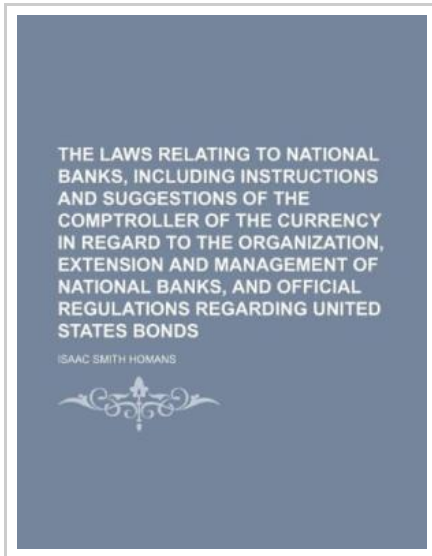 THE LAWS RELATING TO NATIONAL
BANKS, INCLUDING INSTRUCTIONS
AND SUGGESTIONS OF THE
COMPTROLLER OF THE CURRENCY
IN REGARD TO THE ORGANIZATION,
EXTENSION AND MANAGEMENT OF
NATIONAL BANKS, AND OFFICIAL
REGULATIONS REGARDING UNITED
STATES BONDS
ISAAC SMITH HOMANS